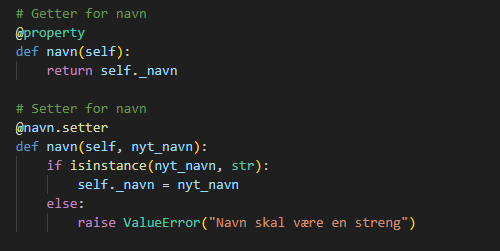 # Getter for navn
@property
def navn(self):
    return self._navn

# Setter for navn
@navn.setter
def navn(self, nyt_navn):
    if isinstance(nyt_navn, str):
        self._navn = nyt_navn
    else:
        raise ValueError("Navn skal være en streng")